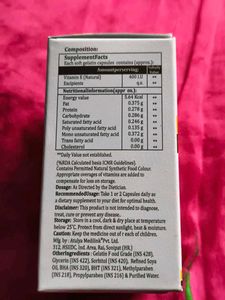 Composition:
SupplementFacts
Each soft gelatin capsules contains (approx.):
Amountperserving
Vitamin E (Natural) 400 I.U **
Excipients q.s. **
Nutritionalinformation(appr ox.):
Energy value 5.64 Kcal **
Fat 0.375 g **
Protein 0.278 g **
Carbohydrate 0.286 g **
Saturated fatty acid 0.246 g **
Poly unsaturated fatty acid 0.135 g **
Mono unsaturated fatty acid 0.372 g **
Trans fatty acid 0.00 g **
Cholesterol 0.00 g **
**Daily Value not established.
*%RDA Calculated basis ICMR Guidelines).
Contains Permitted Natural Synthetic Food Colour.
Appropriate overages of vitamins are added to
compensate for loss on storage.
Dosage: As Directed by the Dietician.
RecommendedUsage: Take 1 or 2 Capsules daily as
a dietary supplement to your diet for optimal health
Disclaimer: This product is not intended to diagnose,
treat, cure or prevent any disease.
Storage: Store in a cool, dark & dry place at temperature
below 25°C. Protect from direct sunlight, heat & moisture.
Caution: Keep the medicine out of reach of children.
Mfg by : Atulya Medilink Pvt. Ltd.
312, HSIIDC, Ind. Area, Rai, Sonipat (HR.)
Otheringredients: Gelatin Food Grade (INS 428),
Glycerin (INS 422), Sorbitol (INS 420), Refined Soya
Oil, BHA (INS 320), BHT (INS 321), Methylparaben
(INS 218), Propylparaben (INS 216) & Purified Water.